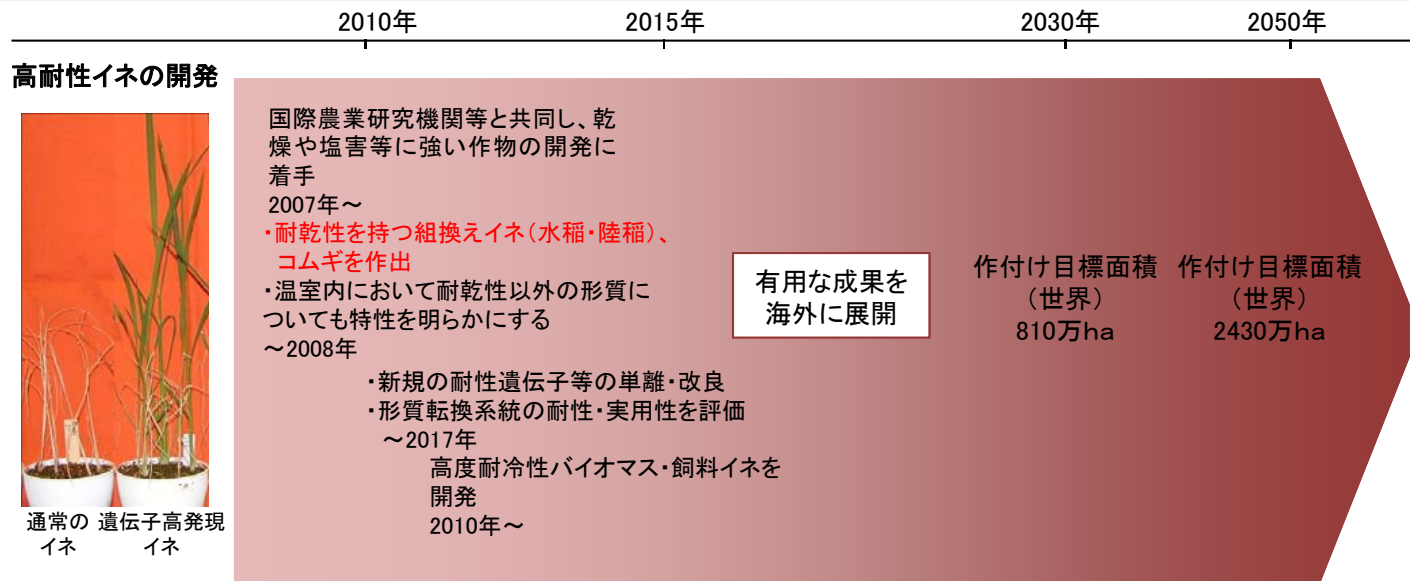 2010年
2015年
2030年
2050年
高耐性イネの開発
国際農業研究機関等と共同し、乾
燥や塩害等に強い作物の開発に
着手
2007年～
・耐乾性を持つ組換えイネ（水稲・陸稲）、
コムギを作出
・温室内において耐乾性以外の形質に
ついても特性を明らかにする
～2008年
・新規の耐性遺伝子等の単離・改良
・形質転換系統の耐性・実用性を評価
～2017年
高度耐冷性バイオマス・飼料イネを
開発
2010年～
有用な成果を
海外に展開
作付け目標面積
（世界）
810万ha
作付け目標面積
（世界）
2430万ha
通常の
イネ
遺伝子高発現
イネ